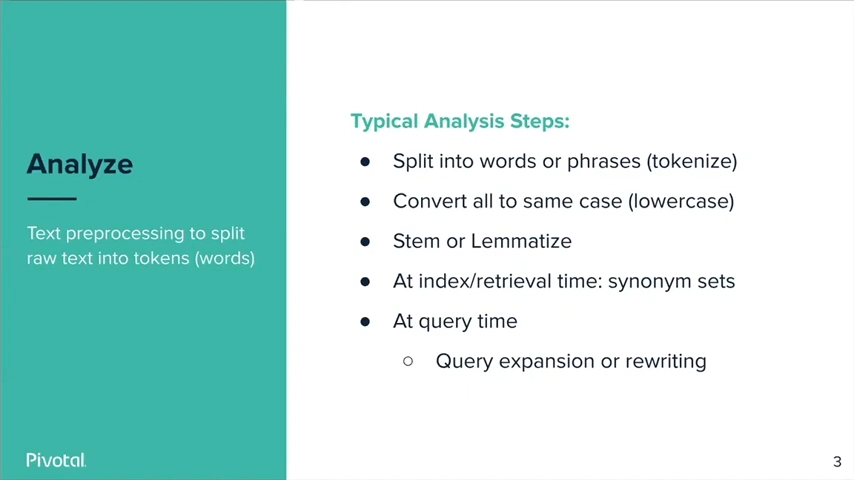 Analyze
Text preprocessing to split
raw text into tokens (words)
Typical Analysis Steps:
● Split into words or phrases (tokenize)
● Convert all to same case (lowercase)
● Stem or Lemmatize
● At index/retrieval time: synonym sets
● At query time
○ Query expansion or rewriting
Pivotal
3